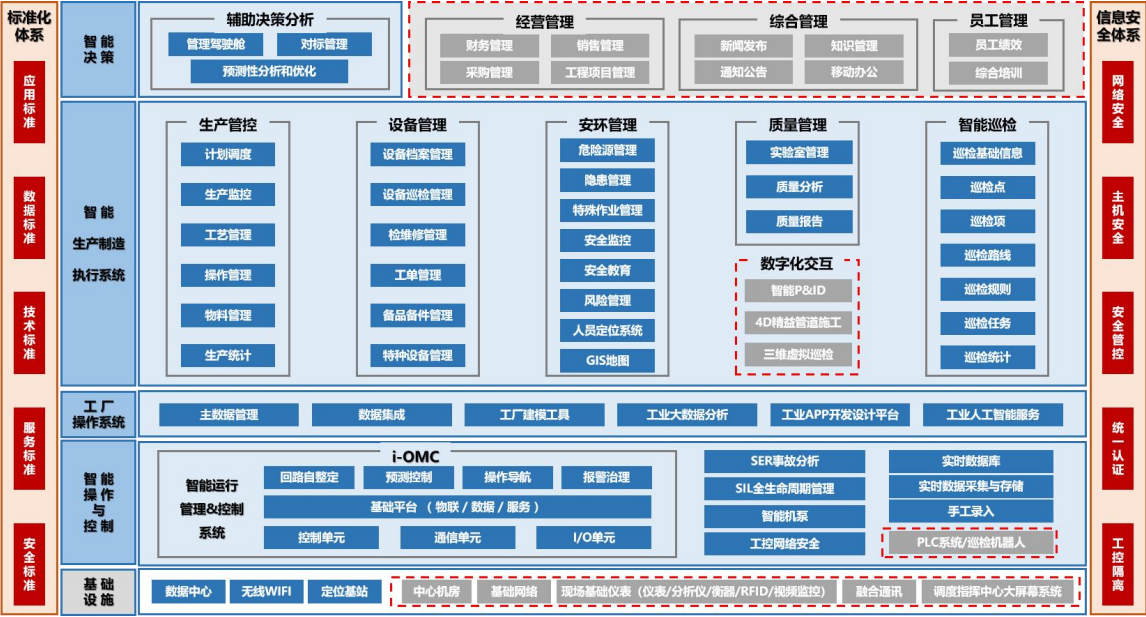 标准化
体系
应用标准
数据标准
技术标准
服务标准
安全标准
智能
决策
辅助决策分析
管理驾驶舱
对标管理
预测性分析和优化
经营管理
财务管理
销售管理
采购管理
工程项目管理
综合管理
新闻发布
知识管理
通知公告
移动办公
员工管理
员工绩效
综合培训
智能
生产制造
执行系统
生产管控
计划调度
生产监控
工艺管理
操作管理
物料管理
生产统计
设备管理
设备档案管理
设备巡检管理
检维修管理
工单管理
备品备件管理
特种设备管理
安环管理
危险源管理
隐患管理
特殊作业管理
安全监控
安全教育
风险管理
人员定位系统
GIS地图
质量管理
实验室管理
质量分析
质量报告
数字化交互
智能P&ID
4D精益管道施工
三维虚拟巡检
智能巡检
巡检基础信息
巡检点
巡检项
巡检路线
巡检规则
巡检任务
巡检统计
工厂
操作系统
主数据管理
数据集成
工厂建模工具
工业大数据分析
工业APP开发设计平台
工业人工智能服务
智能
操作
与
控制
i-OMC
智能运行
管理&控制
系统
回路自整定
预测控制
操作导航
报警治理
基础平台 （ 物联 / 数据 / 服务 ）
控制单元
通信单元
I/O单元
SER事故分析
SIL全生命周期管理
智能机泵
工控网络安全
实时数据库
实时数据采集与存储
手工录入
PLC系统/巡检机器人
基础
设施
数据中心
无线WIFI
定位基站
中心机房
基础网络
现场基础仪表（仪表/分析仪/衡器/RFID/视频监控）
融合通讯
调度指挥中心大屏幕系统
信息安
全体系
网络安全
主机安全
安全管控
统一认证
工控隔离